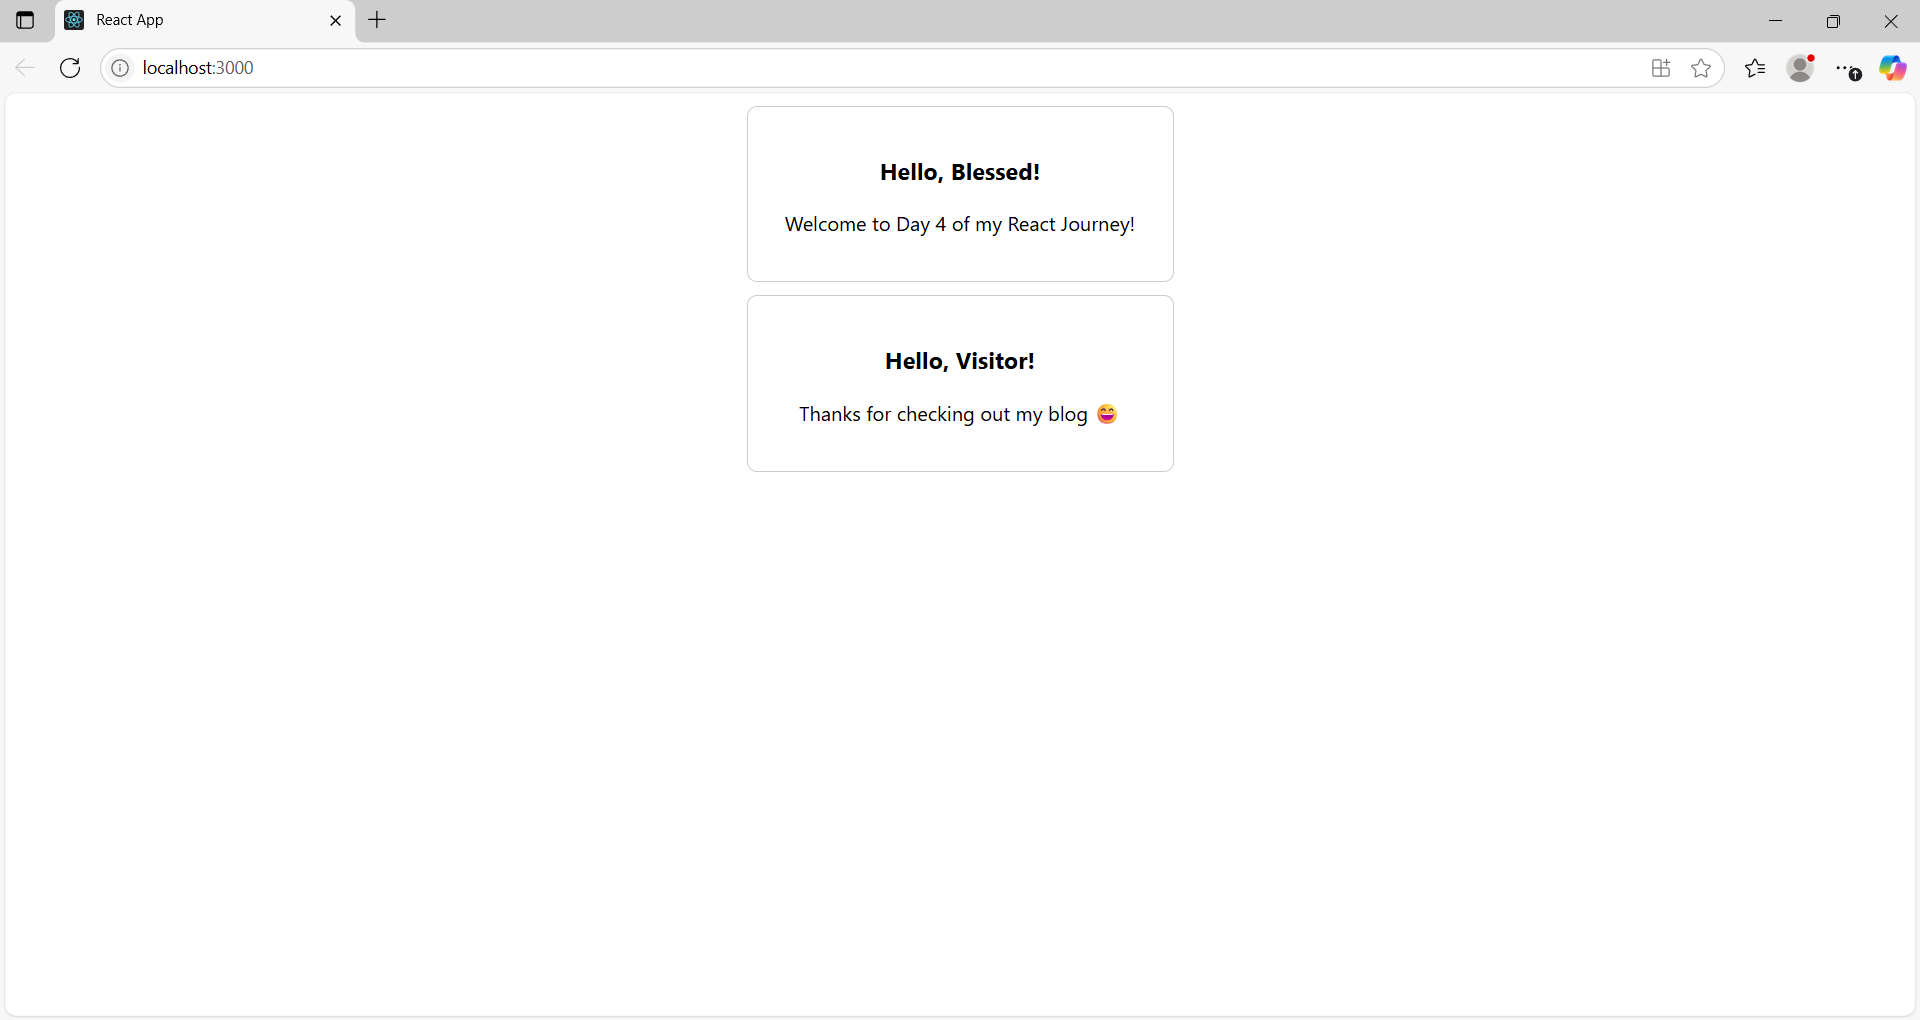 React App
localhost:3000
Hello, Blessed!
Welcome to Day 4 of my React Journey!
Hello, Visitor!
Thanks for checking out my blog 😄